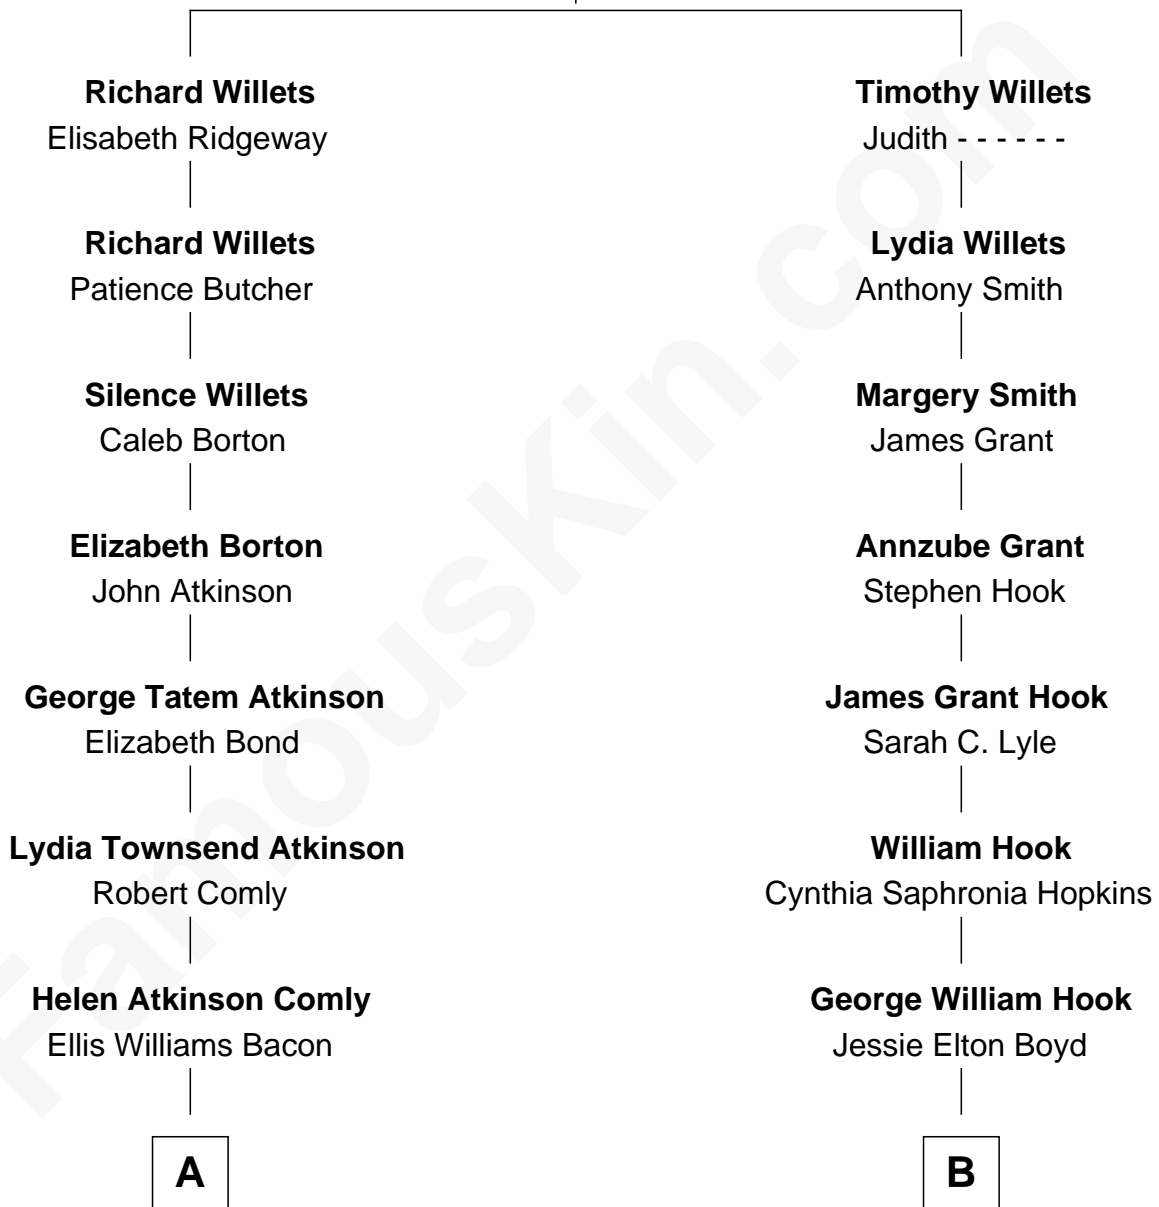 Richard Willets
Elisabeth Ridgeway
Richard Willets
Patience Butcher
Silence Willets
Caleb Borton
Elizabeth Borton
John Atkinson
George Tatem Atkinson
Elizabeth Bond
Lydia Townsend Atkinson
Robert Comly
Helen Atkinson Comly
Ellis Williams Bacon
A
Timothy Willets
Judith - - - - - -
Lydia Willets
Anthony Smith
Margery Smith
James Grant
Annzube Grant
Stephen Hook
James Grant Hook
Sarah C. Lyle
William Hook
Cynthia Saphronia Hopkins
George William Hook
Jessie Elton Boyd
B
FamousKin.com